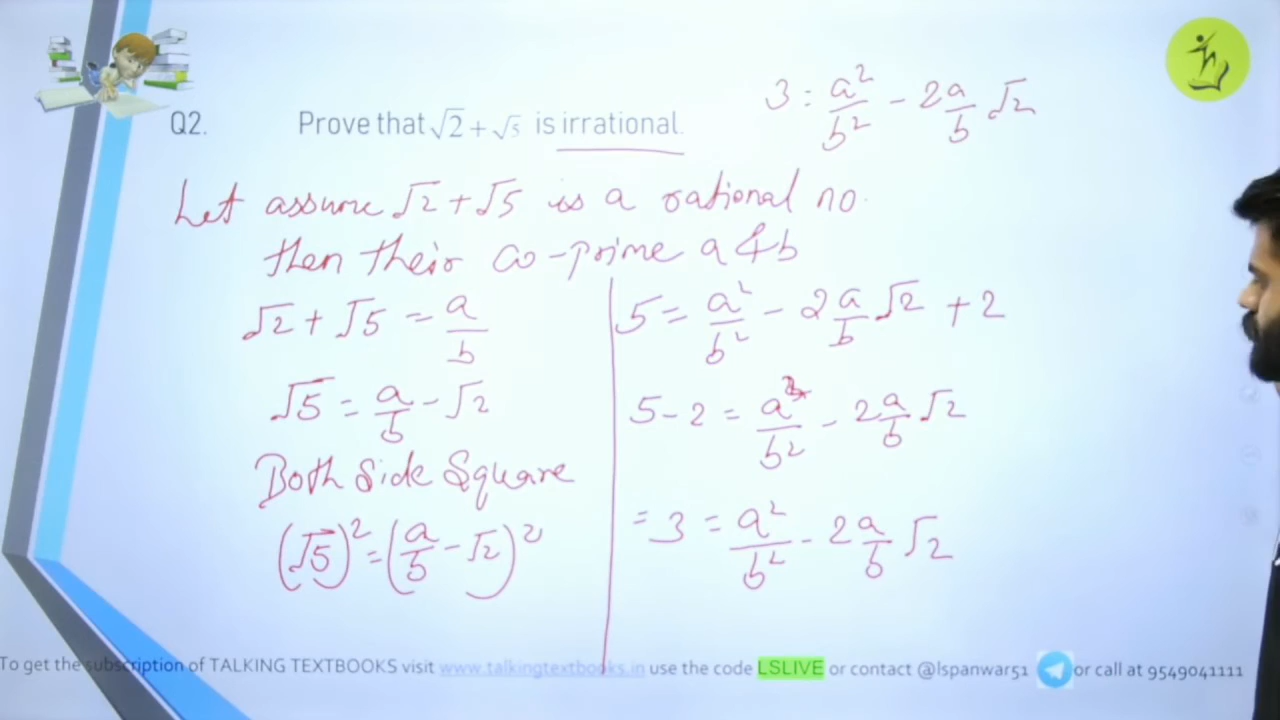 3 = a²/b² - 2a/b √2
Q2. Prove that √2 + √5 is irrational.
Let assume √2 + √5 is a rational no.
then their co-prime a & b
√2 + √5 = a/b
√5 = a/b - √2
Both Side Square
(√5)² = (a/b - √2)²
5 = a²/b² - 2a/b √2 + 2
5 - 2 = a²/b² - 2a/b √2
= 3 = a²/b² - 2a/b √2
To get the subscription of TALKING TEXTBOOKS visit www.talkingtextbooks.in use the code LSLIVE or contact @lspanwar51 or call at 9549041111